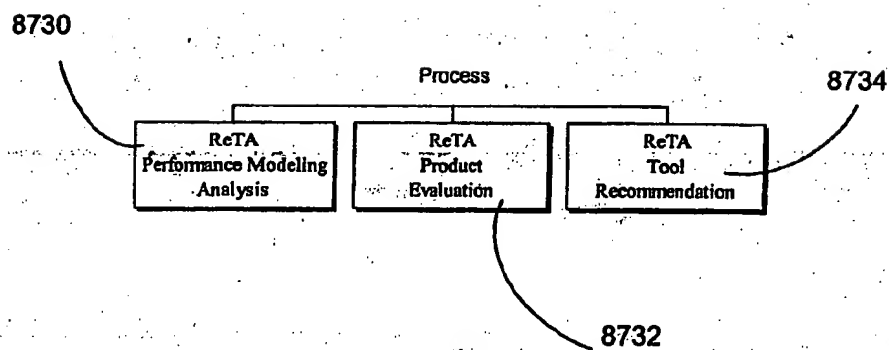 8730
Process
8734
ReTA
Performance Modeling
Analysis
ReTA
Product
Evaluation
ReTA
Tool
Recommendation
8732